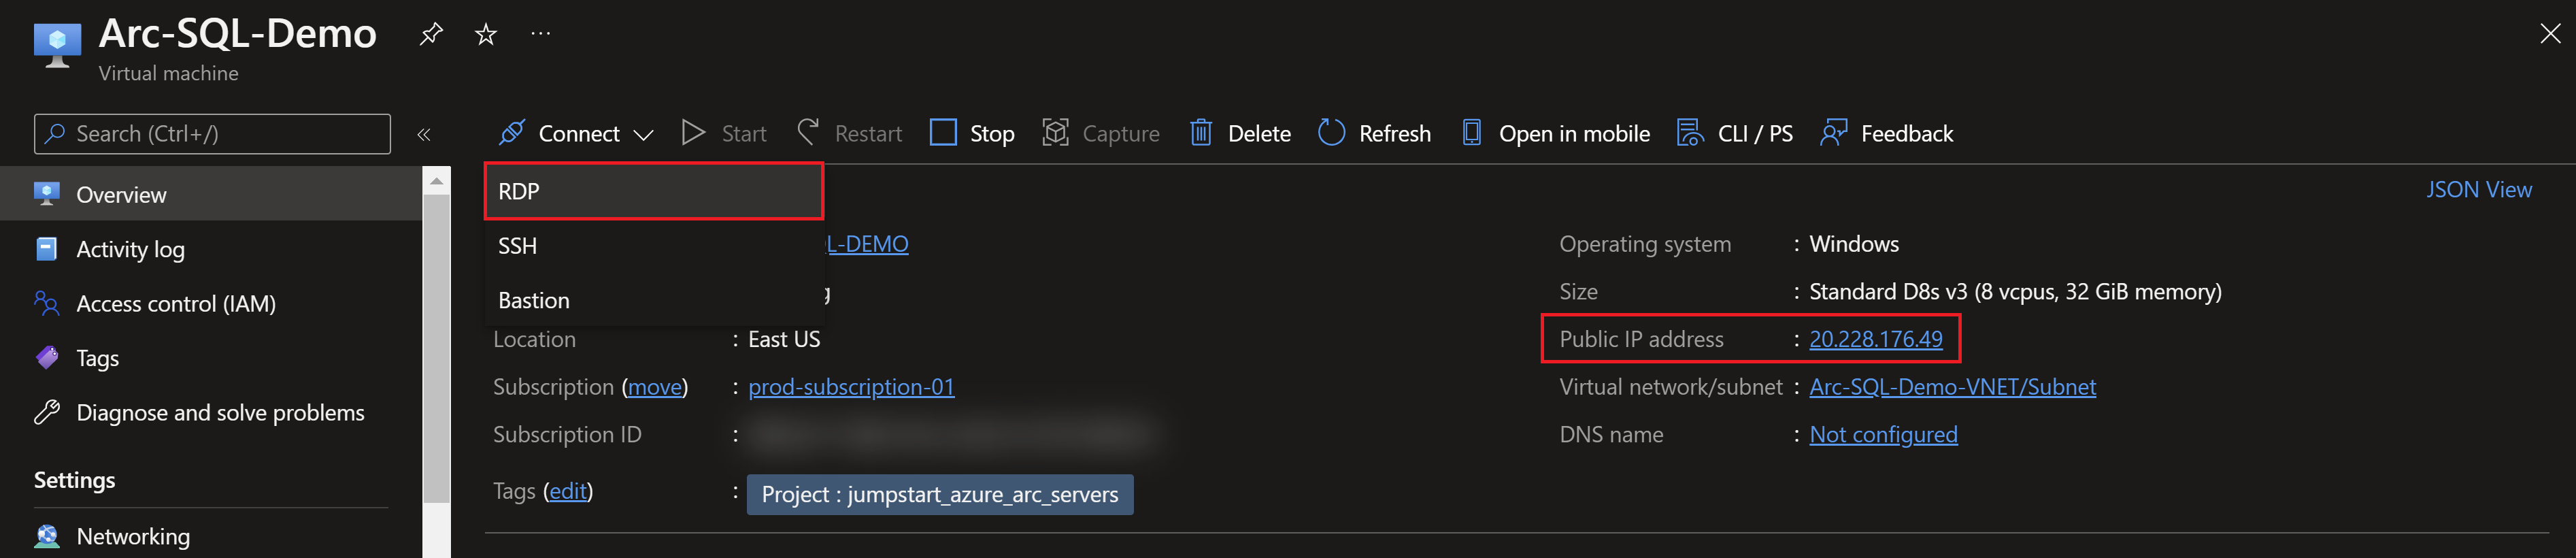 Arc-SQL-Demo
Virtual machine
Search (Ctrl+/)
«
Connect Start Restart Stop Capture Delete Refresh Open in mobile CLI / PS Feedback
Overview
Activity log
Access control (IAM)
Tags
Diagnose and solve problems
Settings
Networking
RDP
SSH
Bastion
L-DEMO
g
JSON View
Location : East US
Subscription (move) : prod-subscription-01
Subscription ID :
Tags (edit) : Project : jumpstart_azure_arc_servers
Operating system : Windows
Size : Standard D8s v3 (8 vcpus, 32 GiB memory)
Public IP address : 20.228.176.49
Virtual network/subnet : Arc-SQL-Demo-VNET/Subnet
DNS name : Not configured